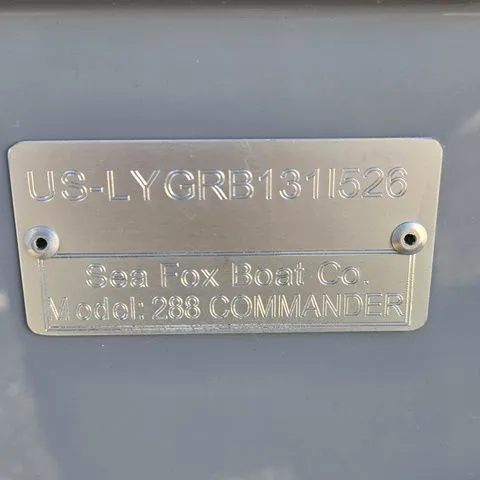 US-LYGRB131I526
Sea Fox Boat Co.
Model: 288 COMMANDER